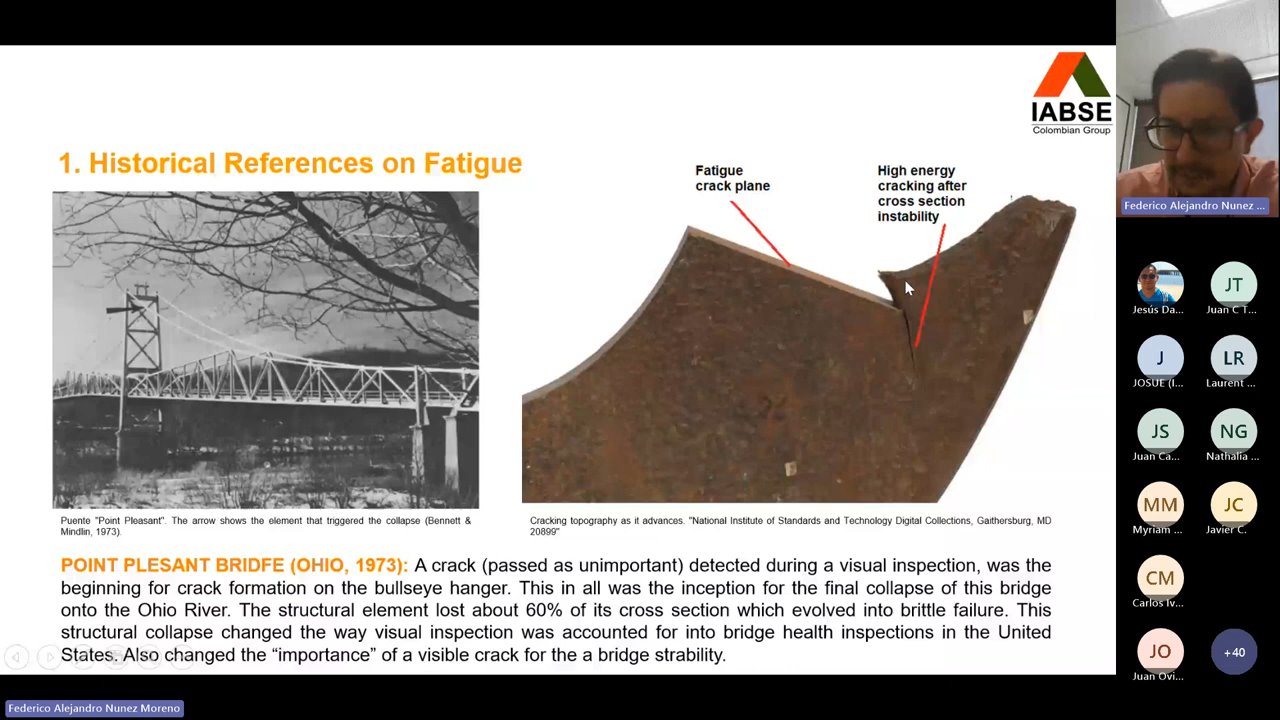 IABSE
Colombian Group
1. Historical References on Fatigue
Fatigue
crack plane
High energy
cracking after
cross section
instability
Puente "Point Pleasant". The arrow shows the element that triggered the collapse (Bennett &
Mindlin, 1973).
Cracking topography as it advances. "National Institute of Standards and Technology Digital Collections, Gaithersburg, MD
20899"
POINT PLESANT BRIDFE (OHIO, 1973): A crack (passed as unimportant) detected during a visual inspection, was the
beginning for crack formation on the bullseye hanger. This in all was the inception for the final collapse of this bridge
onto the Ohio River. The structural element lost about 60% of its cross section which evolved into brittle failure. This
structural collapse changed the way visual inspection was accounted for into bridge health inspections in the United
States. Also changed the “importance” of a visible crack for the a bridge strability.
Federico Alejandro Nunez Moreno
Federico Alejandro Nunez ...
Jesús Da...
JT
Juan C T...
J
JOSUE (I...
LR
Laurent ...
JS
Juan Ca...
NG
Nathalia ...
MM
Myriam ...
JC
Javier C.
CM
Carlos Iv...
JO
Juan Ovi...
+40